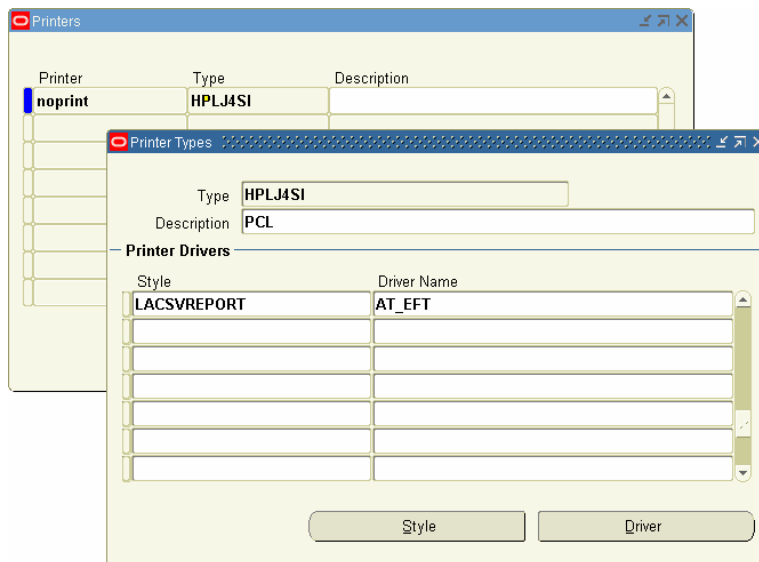 Printers
Printer Type Description
noprint HPLJ4SI
Printer Types
Type HPLJ4SI
Description PCL
Printer Drivers
Style Driver Name
LACSVREPORT AT_EFT
Style Driver